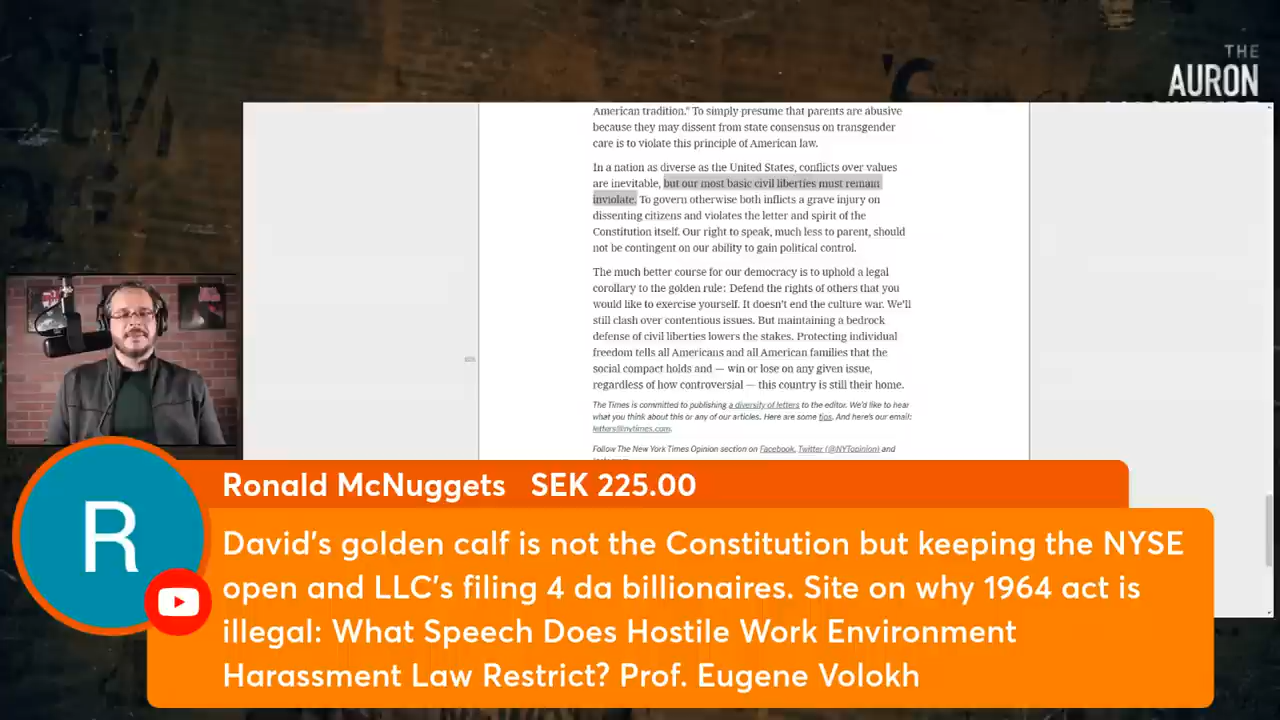 THE
AURON
American tradition." To simply presume that parents are abusive
because they may dissent from state consensus on transgender
care is to violate this principle of American law.
In a nation as diverse as the United States, conflicts over values
are inevitable, but our most basic civil liberties must remain
inviolate. To govern otherwise both inflicts a grave injury on
dissenting citizens and violates the letter and spirit of the
Constitution itself. Our right to speak, much less to parent, should
not be contingent on our ability to gain political control.
The much better course for our democracy is to uphold a legal
corollary to the golden rule: Defend the rights of others that you
would like to exercise yourself. It doesn't end the culture war. We'll
still clash over contentious issues. But maintaining a bedrock
defense of civil liberties lowers the stakes. Protecting individual
freedom tells all Americans and all American families that the
social compact holds and — win or lose on any given issue,
regardless of how controversial — this country is still their home.
The Times is committed to publishing a diversity of letters to the editor. We'd like to hear
what you think about this or any of our articles. Here are some tips. And here's our email:
letters@nytimes.com.
Follow The New York Times Opinion section on Facebook, Twitter (@NYTopinion) and
R
Ronald McNuggets SEK 225.00
David's golden calf is not the Constitution but keeping the NYSE
open and LLC's filing 4 da billionaires. Site on why 1964 act is
illegal: What Speech Does Hostile Work Environment
Harassment Law Restrict? Prof. Eugene Volokh